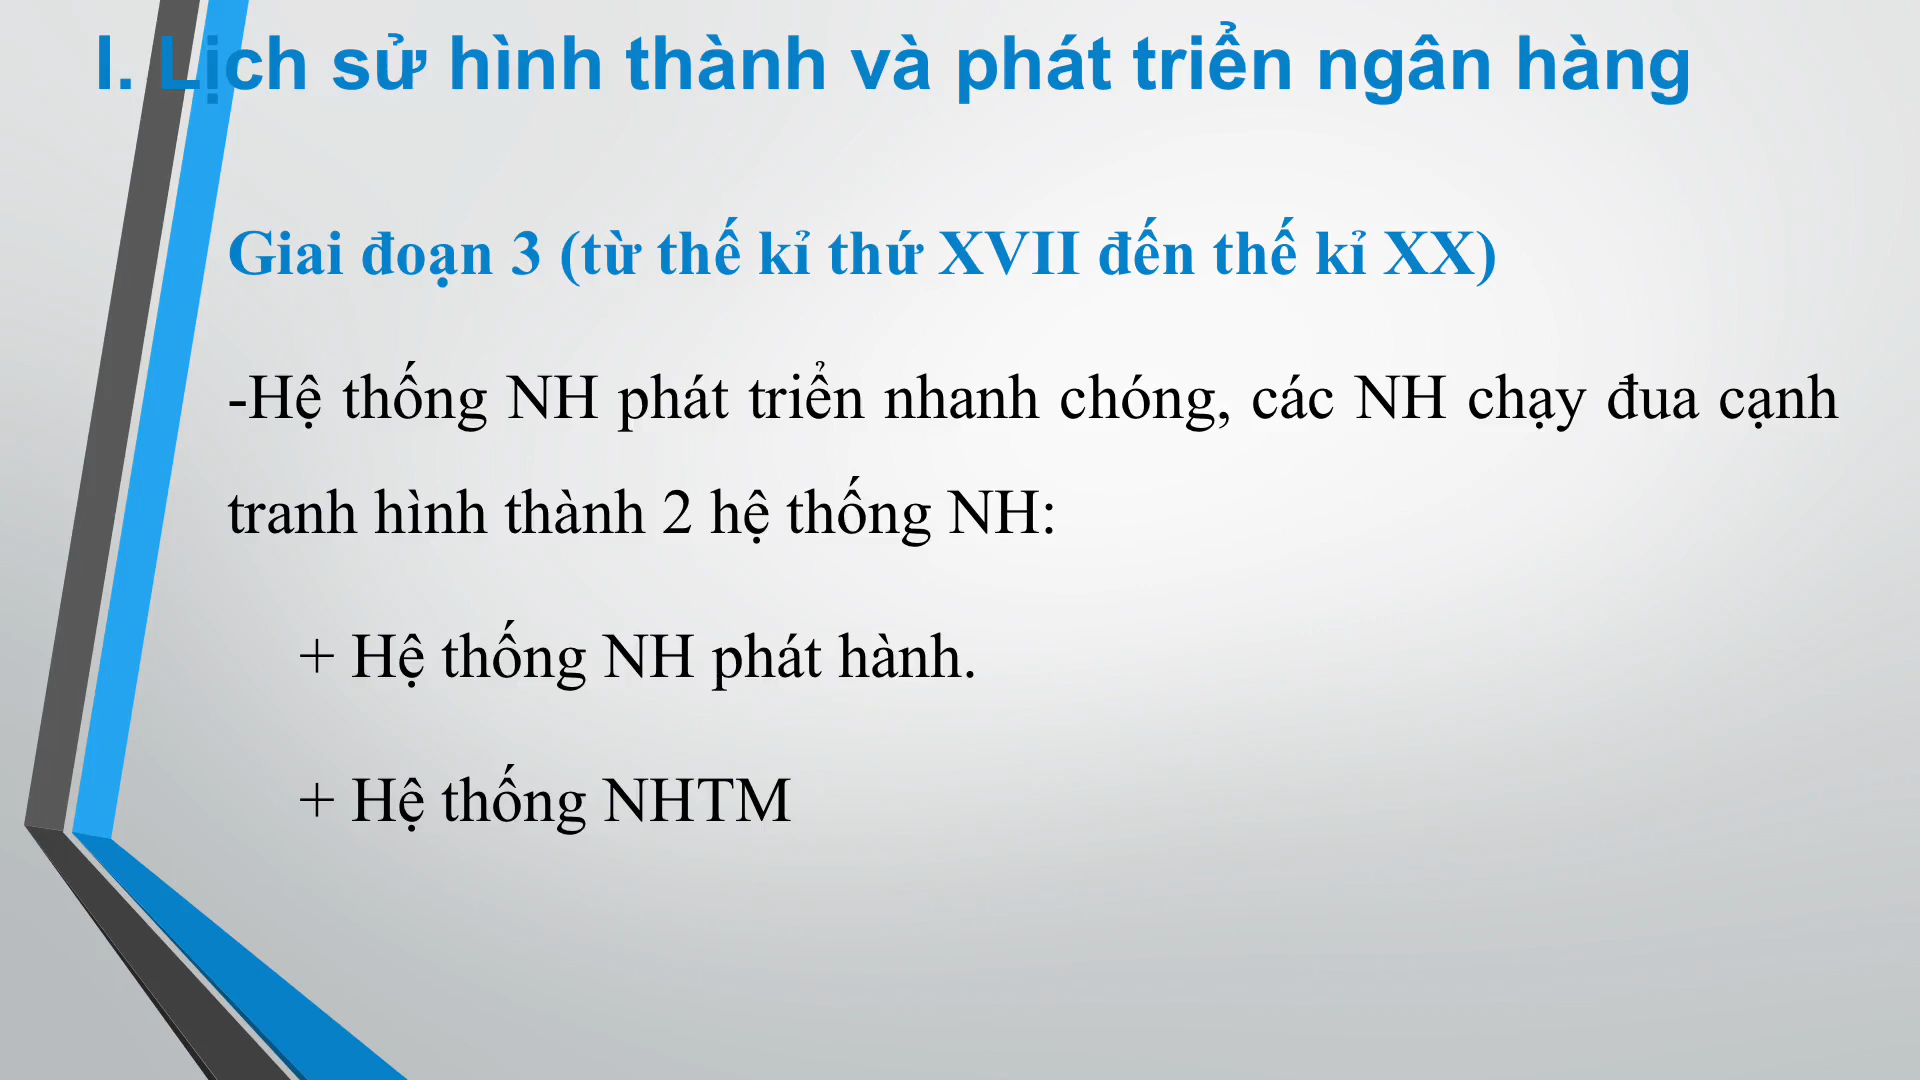 I. Lịch sử hình thành và phát triển ngân hàng
Giai đoạn 3 (từ thế kỉ thứ XVII đến thế kỉ XX)
-Hệ thống NH phát triển nhanh chóng, các NH chạy đua cạnh
tranh hình thành 2 hệ thống NH:
+ Hệ thống NH phát hành.
+ Hệ thống NHTM